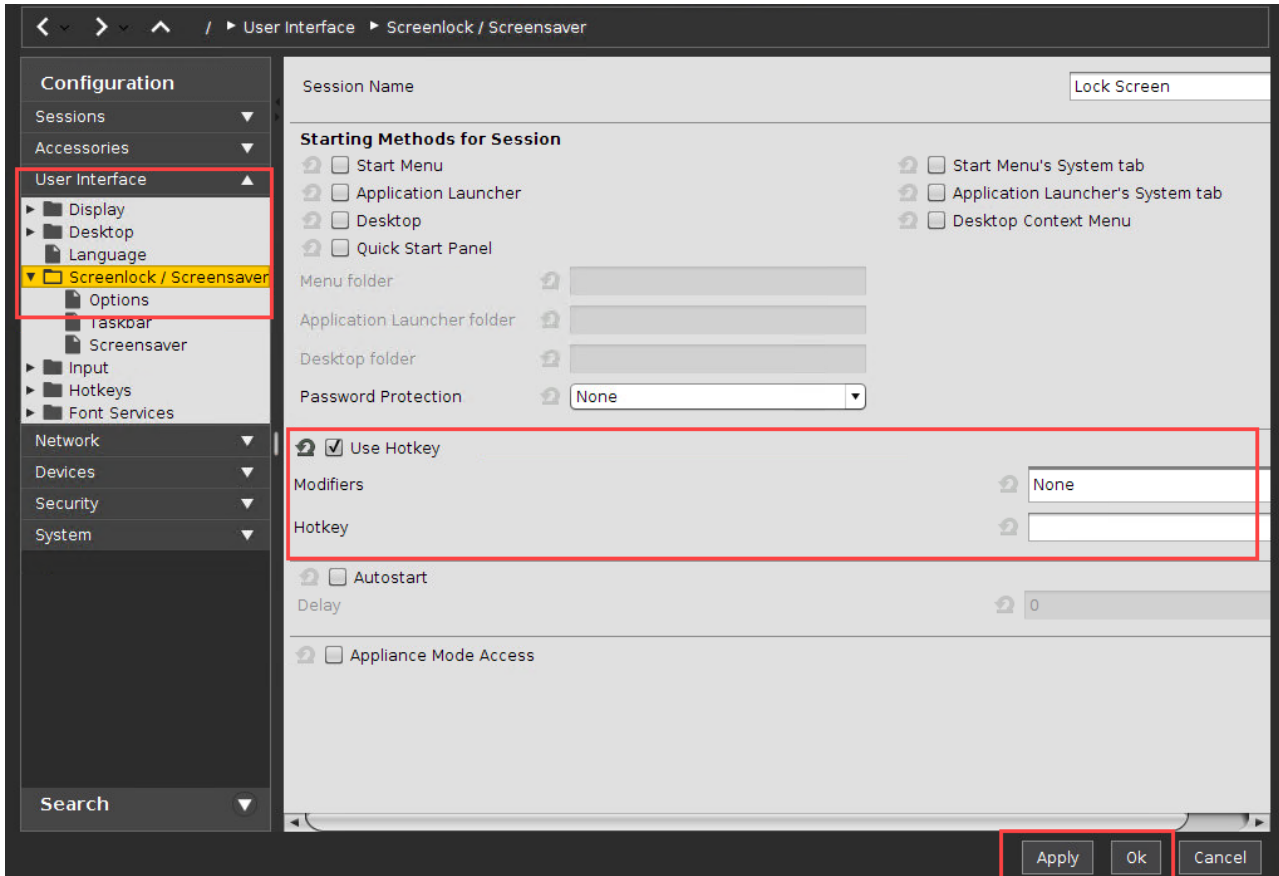 / User Interface Screenlock / Screensaver
Configuration
Sessions
Accessories
User Interface
Display
Desktop
Language
Screenlock / Screensaver
Options
Taskbar
Screensaver
Input
Hotkeys
Font Services
Network
Devices
Security
System
Search
Session Name Lock Screen
Starting Methods for Session
Start Menu Start Menu's System tab
Application Launcher Application Launcher's System tab
Desktop Desktop Context Menu
Quick Start Panel
Menu folder
Application Launcher folder
Desktop folder
Password Protection None
Use Hotkey
Modifiers None
Hotkey
Autostart
Delay 0
Appliance Mode Access
Apply Ok Cancel